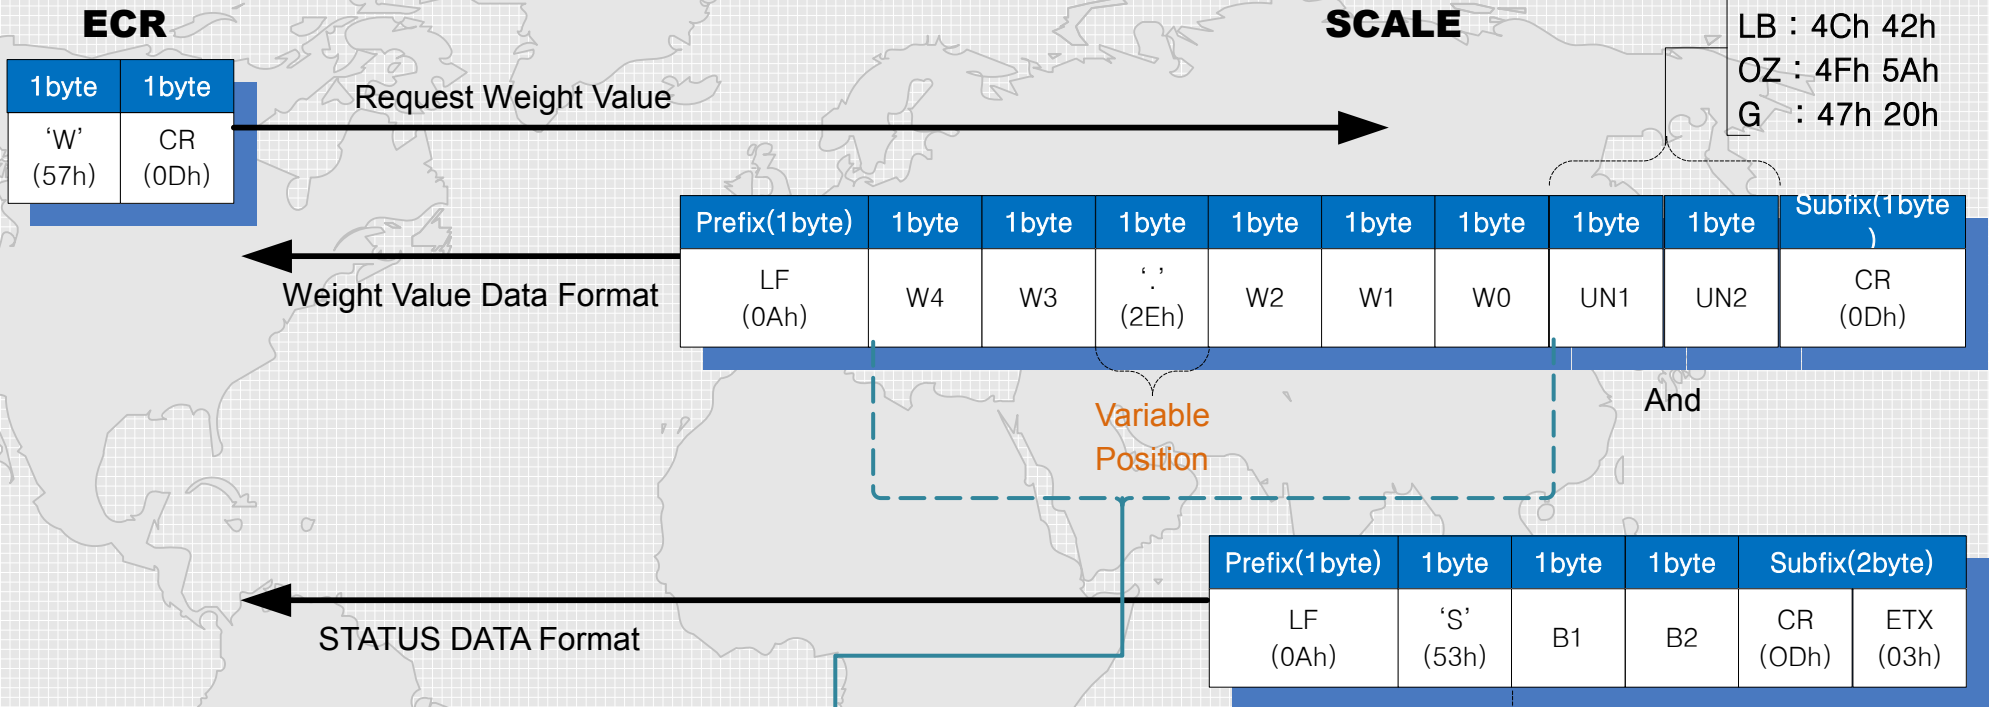 ECR
SCALE
LB : 4Ch 42h
OZ : 4Fh 5Ah
G : 47h 20h
1byte 1byte
‘W’ (57h) CR (0Dh)
Request Weight Value
Prefix(1byte) 1byte 1byte 1byte 1byte 1byte 1byte 1byte 1byte Subfix(1byte)
LF (0Ah) W4 W3 ‘.’ (2Eh) W2 W1 W0 UN1 UN2 CR (0Dh)
Weight Value Data Format
Variable
Position
And
Prefix(1byte) 1byte 1byte 1byte Subfix(2byte)
LF (0Ah) ‘S’ (53h) B1 B2 CR (ODh) ETX (03h)
STATUS DATA Format